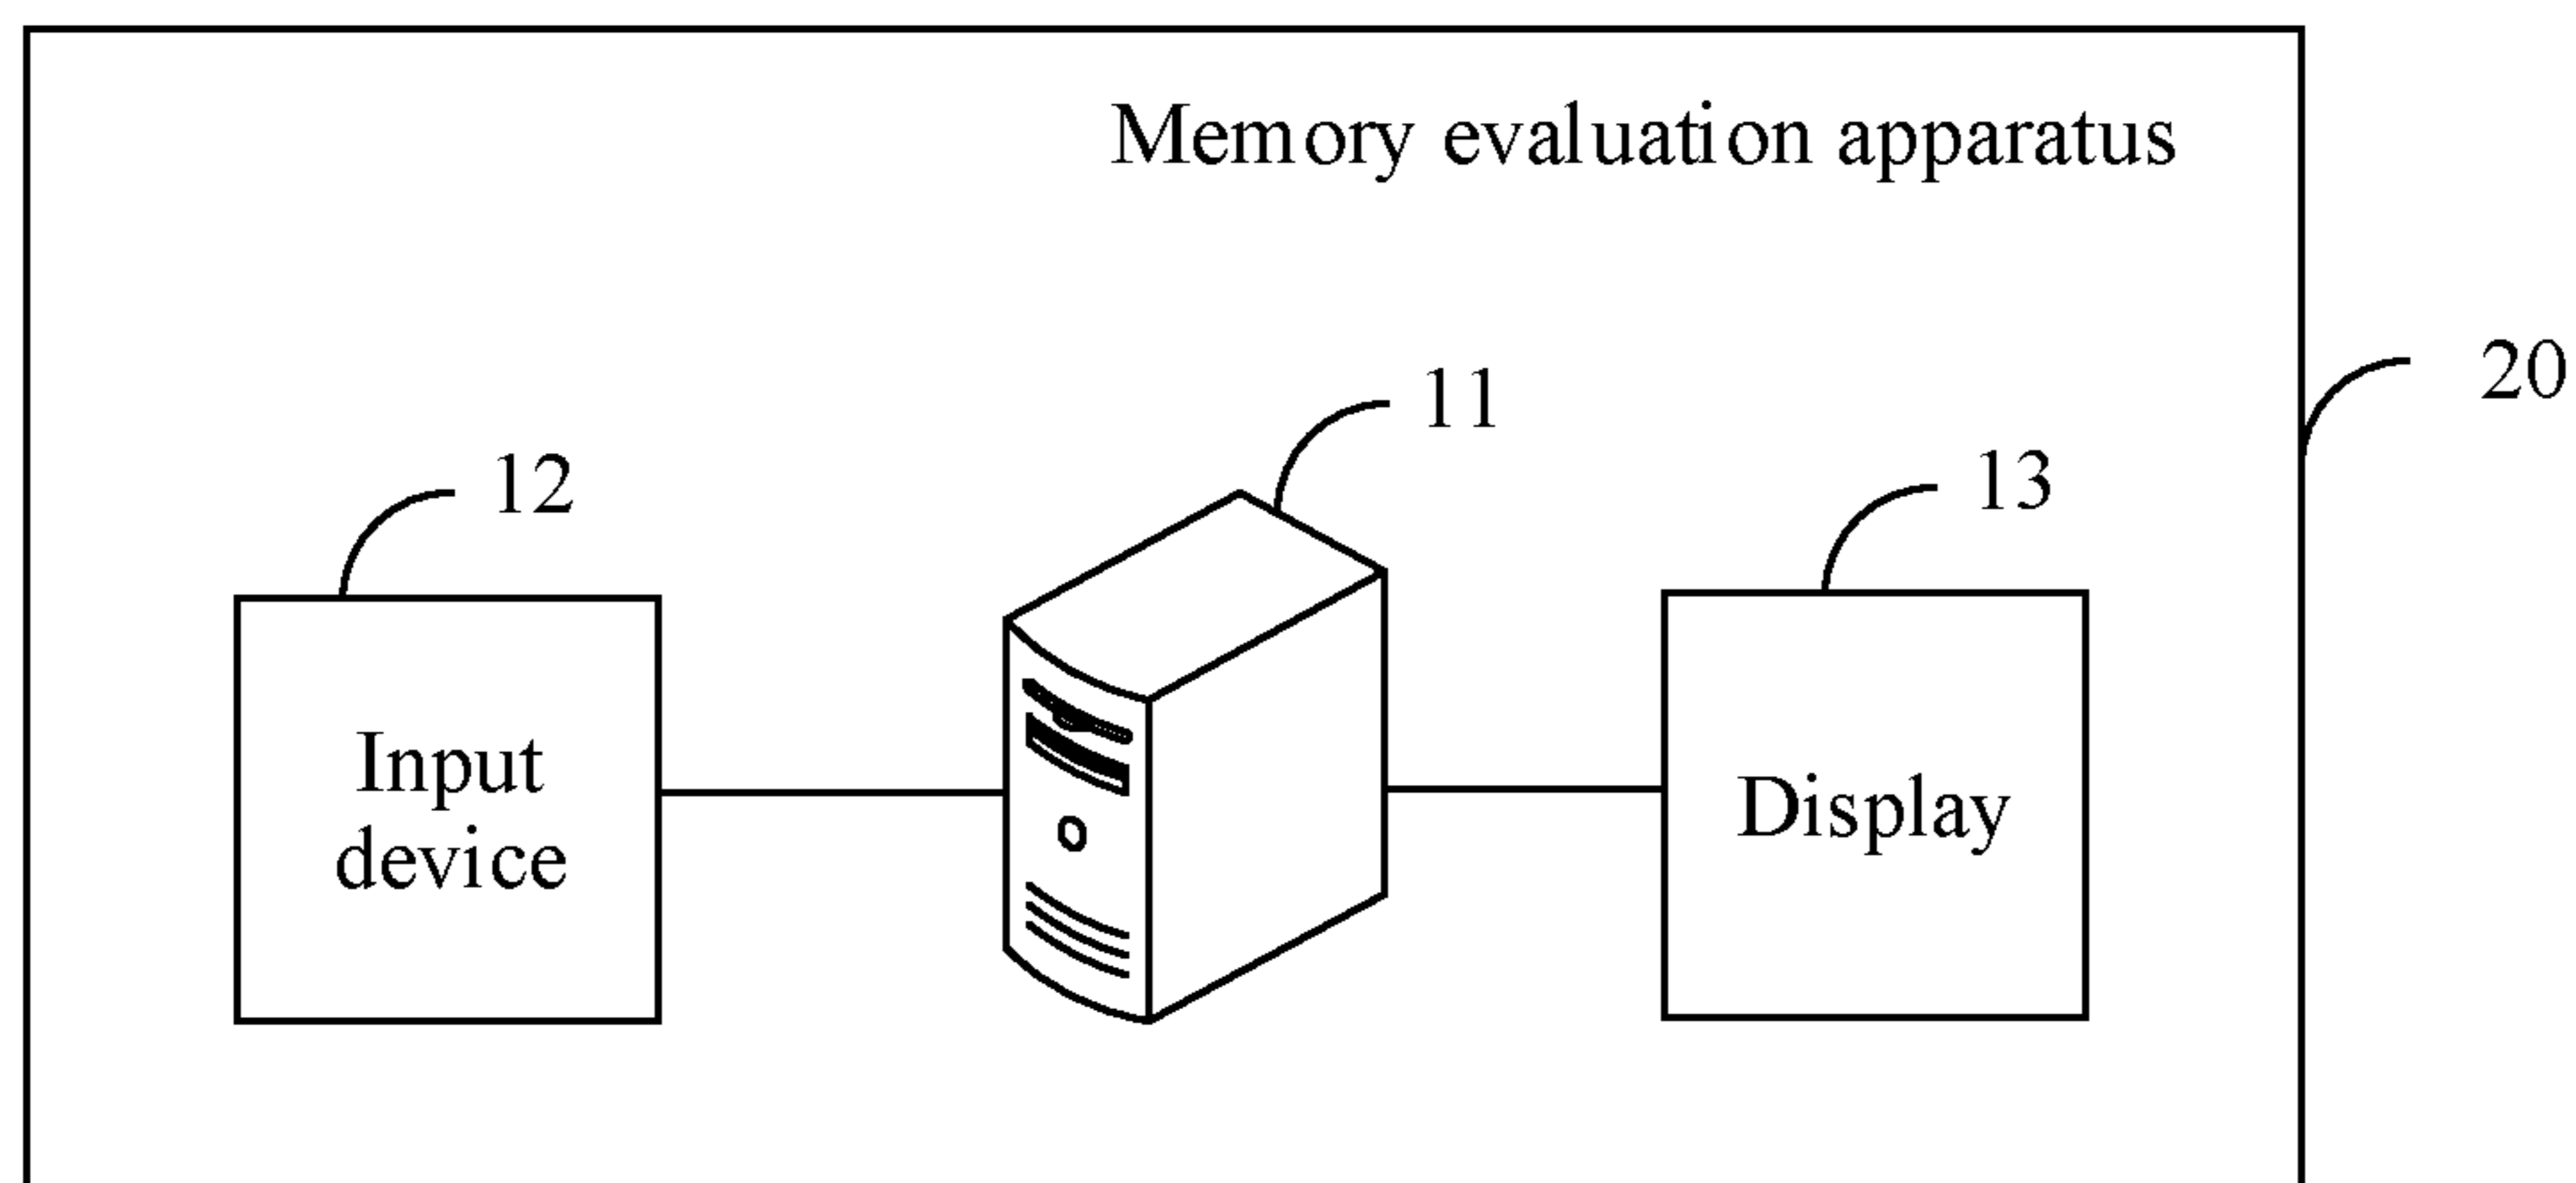 Memory evaluation apparatus
20
11
12
13
Input
device
Display